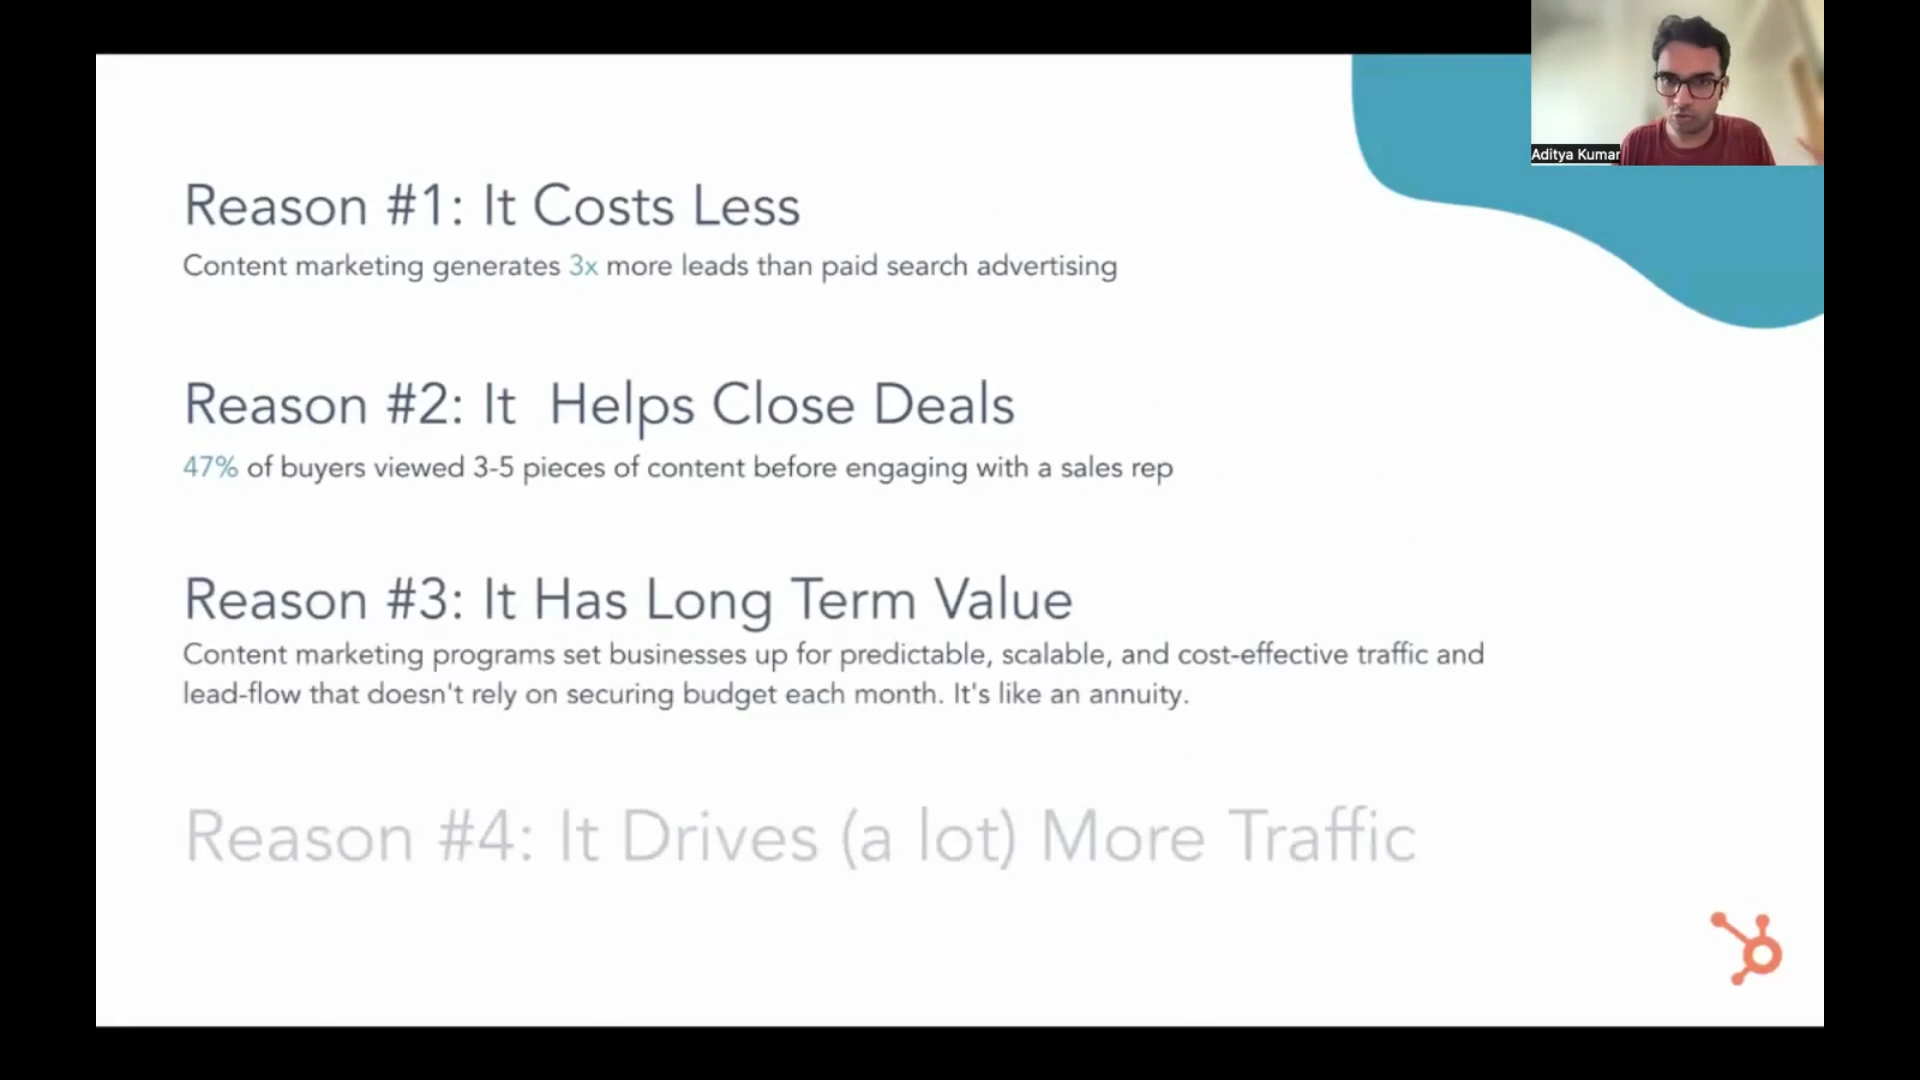 Aditya Kumar
Reason #1: It Costs Less
Content marketing generates 3x more leads than paid search advertising
Reason #2: It  Helps Close Deals
47% of buyers viewed 3-5 pieces of content before engaging with a sales rep
Reason #3: It Has Long Term Value
Content marketing programs set businesses up for predictable, scalable, and cost-effective traffic and
lead-flow that doesn't rely on securing budget each month. It's like an annuity.
Reason #4: It Drives (a lot) More Traffic